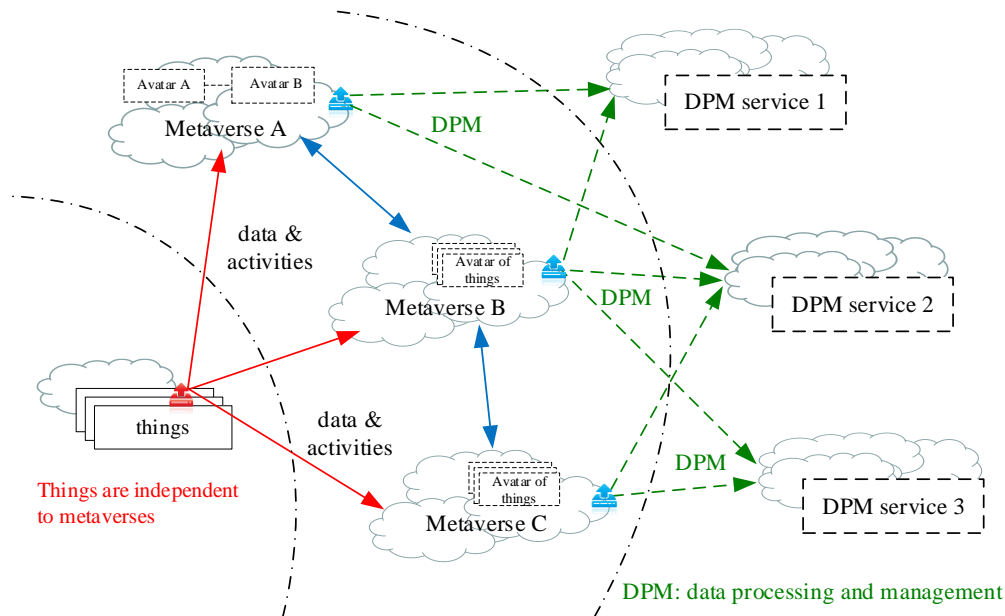 Avatar A
Avatar B
Metaverse A
DPM
DPM service 1
data &
activities
Avatar of
things
Metaverse B
DPM
DPM service 2
things
data &
activities
Avatar of
things
Metaverse C
DPM
DPM service 3
Things are independent
to metaverses
DPM: data processing and management